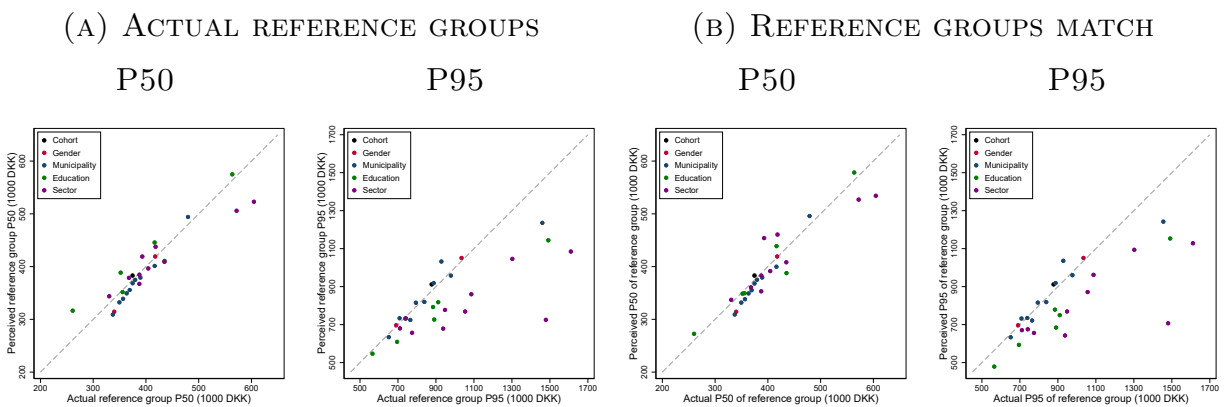 (A) ACTUAL REFERENCE GROUPS
P50
P95
Perceived reference group P50 (1000 DKK)
600
500
400
300
200
Cohort
Gender
Municipality
Education
Sector
200 300 400 500 600
Actual reference group P50 (1000 DKK)
Perceived reference group P95 (1000 DKK)
1700
1500
1300
1100
900
700
500
Cohort
Gender
Municipality
Education
Sector
500 700 900 1100 1300 1500 1700
Actual reference group P95 (1000 DKK)
(B) REFERENCE GROUPS MATCH
P50
P95
Perceived P50 of reference group (1000 DKK)
600
500
400
300
200
Cohort
Gender
Municipality
Education
Sector
200 300 400 500 600
Actual P50 of reference group (1000 DKK)
Perceived P95 of reference group (1000 DKK)
1700
1500
1300
1100
900
700
500
Cohort
Gender
Municipality
Education
Sector
500 700 900 1100 1300 1500 1700
Actual P95 of reference group (1000 DKK)